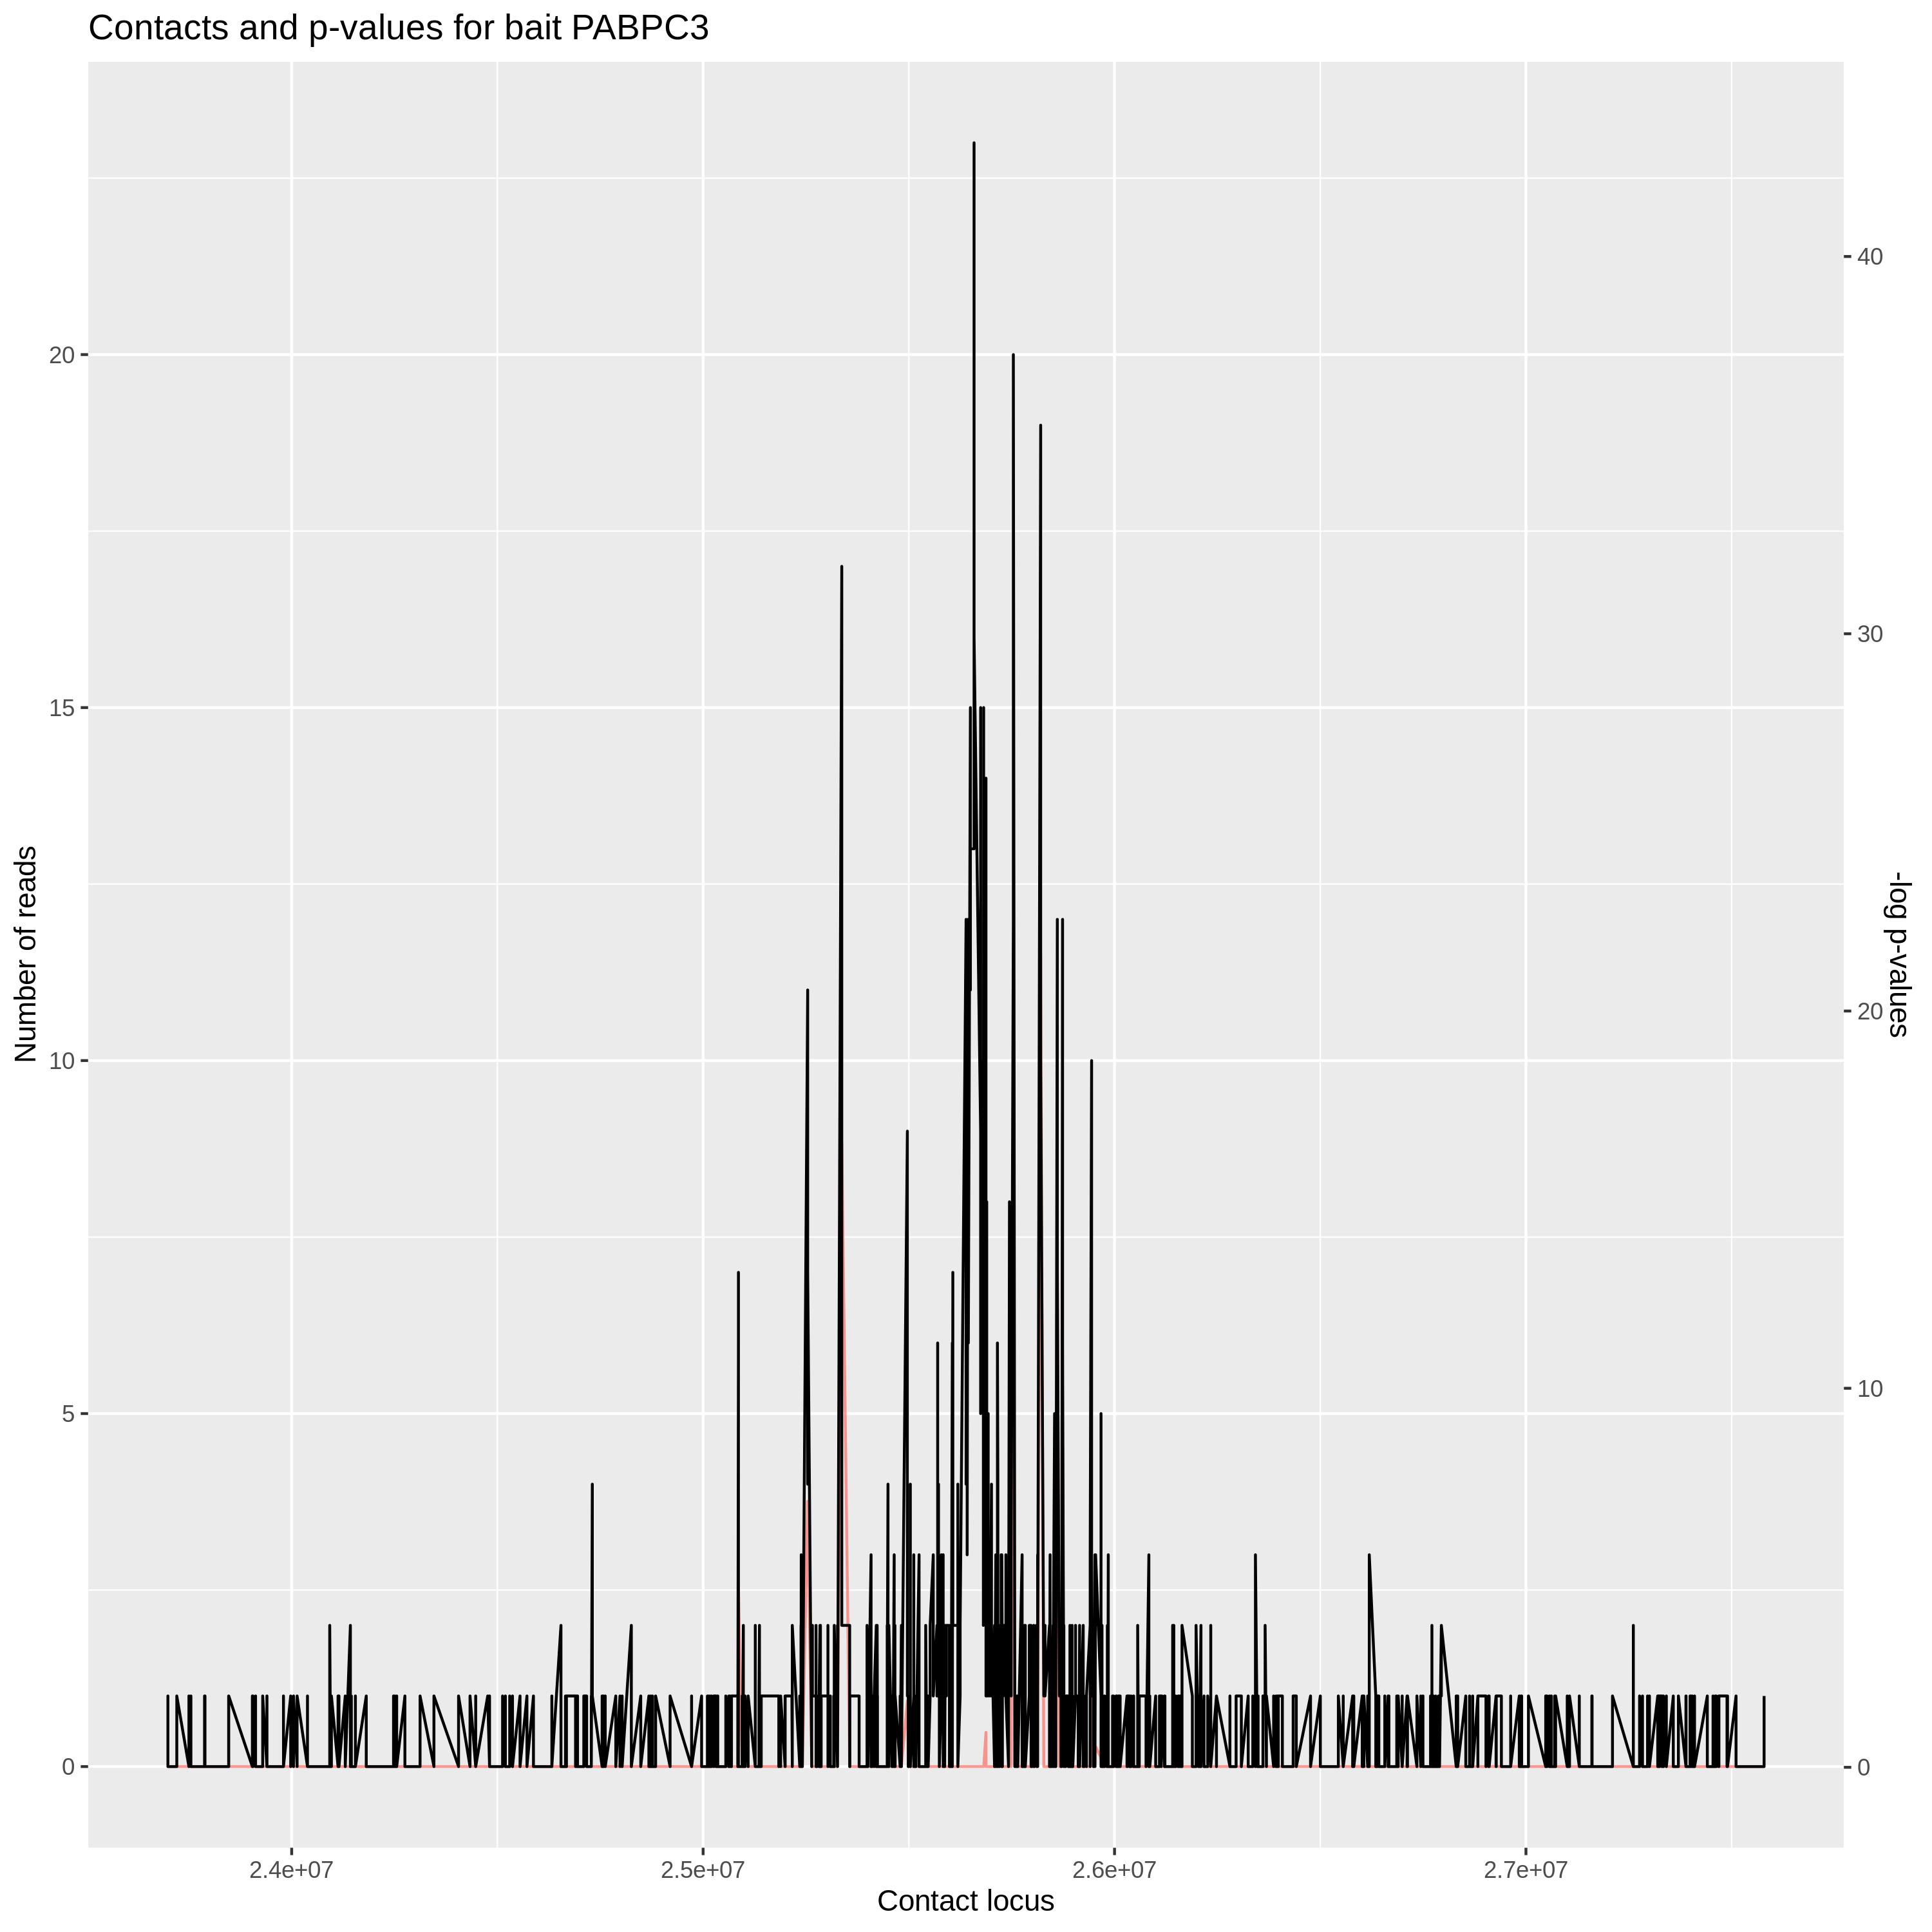 Contacts and p-values for bait PABPC3
Number of reads
20
15
10
5
0
40
30
20
10
0
-log p-values
2.4e+07 2.5e+07 2.6e+07 2.7e+07
Contact locus